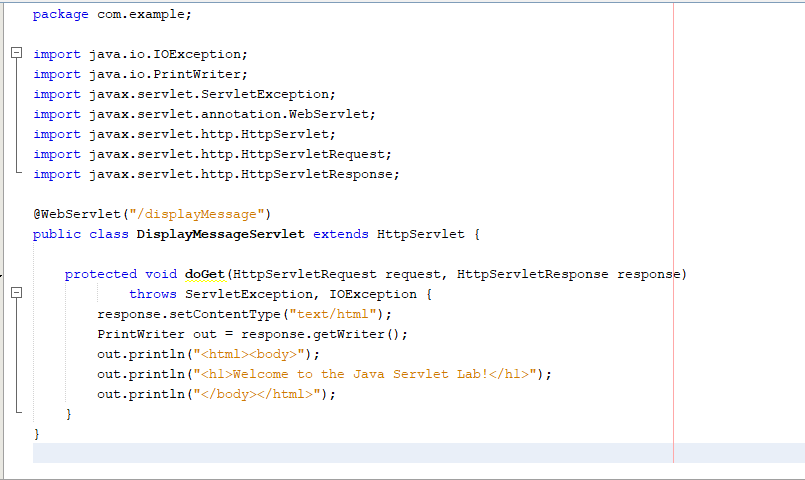 package com.example;
import java.io.IOException;
import java.io.PrintWriter;
import javax.servlet.ServletException;
import javax.servlet.annotation.WebServlet;
import javax.servlet.http.HttpServlet;
import javax.servlet.http.HttpServletRequest;
import javax.servlet.http.HttpServletResponse;
@WebServlet("/displayMessage")
public class DisplayMessageServlet extends HttpServlet {
protected void doGet(HttpServletRequest request, HttpServletResponse response)
throws ServletException, IOException {
response.setContentType("text/html");
PrintWriter out = response.getWriter();
out.println("<html><body>");
out.println("<h1>Welcome to the Java Servlet Lab!</h1>");
out.println("</body></html>");
}
}